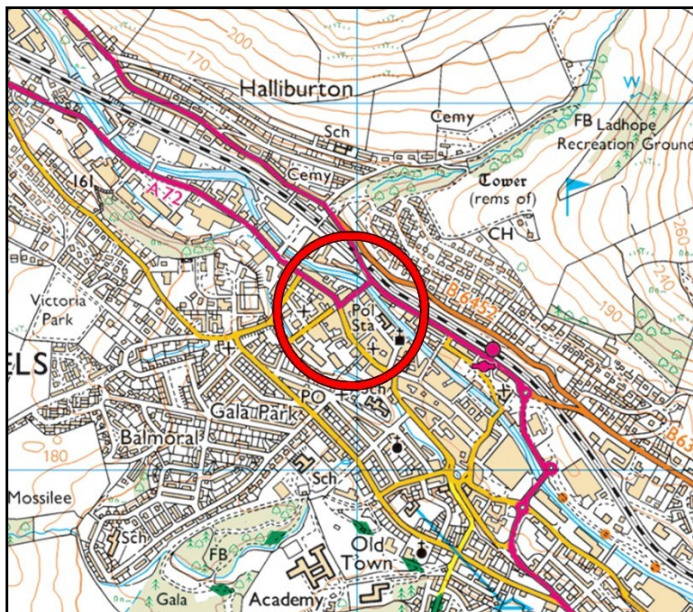 200
170
Halliburton
W
Sch
Cemy
FB Ladhope
Recreation Ground
Cemy
161
A 72
Tower
(rems of)
CH
260
240
Victoria
Park
B 6452
190
Pol
Sta
ELS
PO
Sch
Gala Park
Balmoral
180
B63
Mossilee
Sch
Sch
FB
Old
Town
Gala
Academy